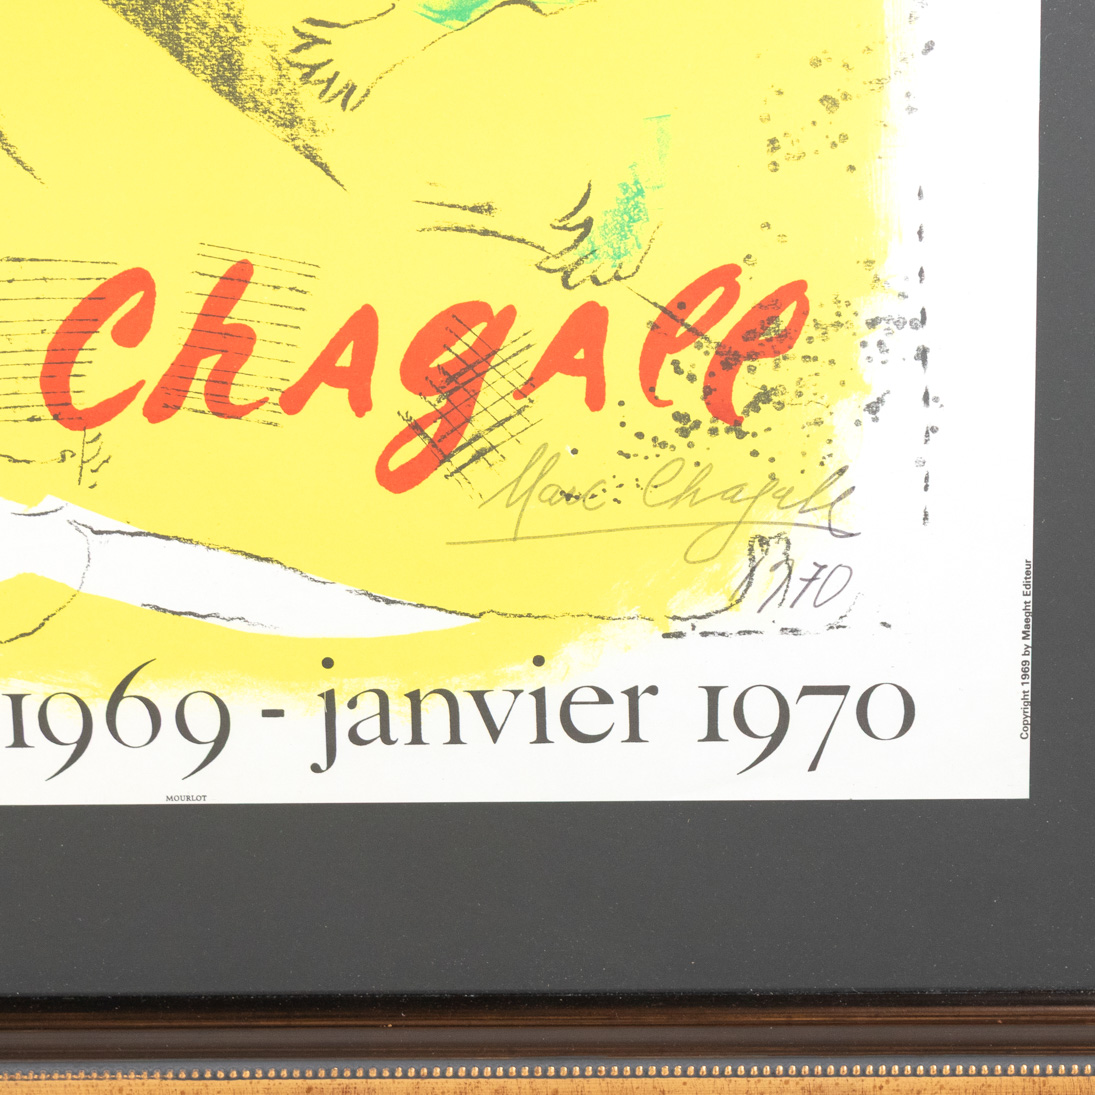 Chagall
Marc Chagall
1970
1969 - janvier 1970
MOURLOT
Copyright 1969 by Maeght Editeur